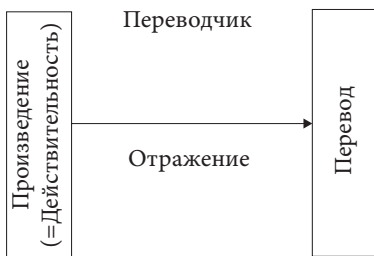 Переводчик
Произведение
(=Действительность)
Отражение
Перевод